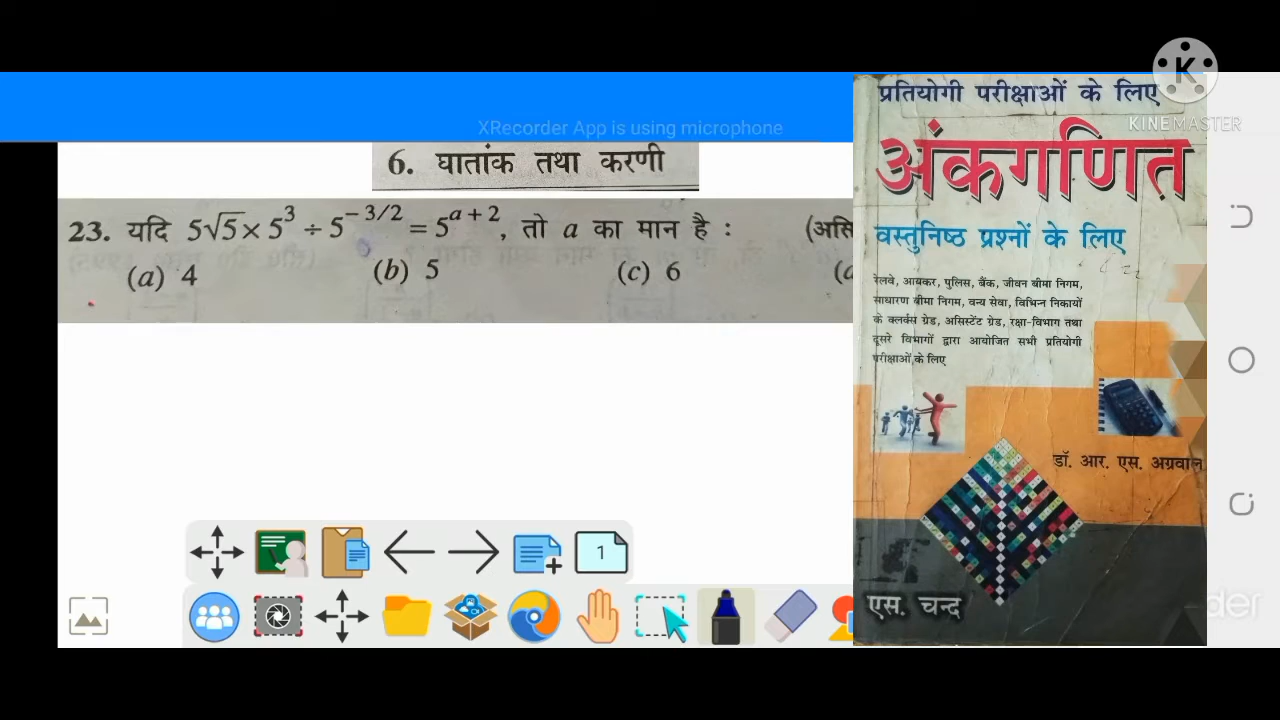 XRecorder App is using microphone
6. घातांक तथा करणी
23. यदि 5√5 × 5³ ÷ 5^{-3/2} = 5^{a+2}, तो a का मान है :
(a) 4 (b) 5 (c) 6
1
प्रतियोगी परीक्षाओं के लिए
KINEMASTER
अंकगणित
वस्तुनिष्ठ प्रश्नों के लिए
रेलवे, आयकर, पुलिस, बैंक, जीवन बीमा निगम,
साधारण बीमा निगम, वन्य सेवा, विभिन्न निकायों
के क्लर्क्स ग्रेड, असिस्टेंट ग्रेड, रक्षा-विभाग तथा
दूसरे विभागों द्वारा आयोजित सभी प्रतियोगी
परीक्षाओं के लिए
डॉ. आर. एस. अग्रवाल
एस. चन्द